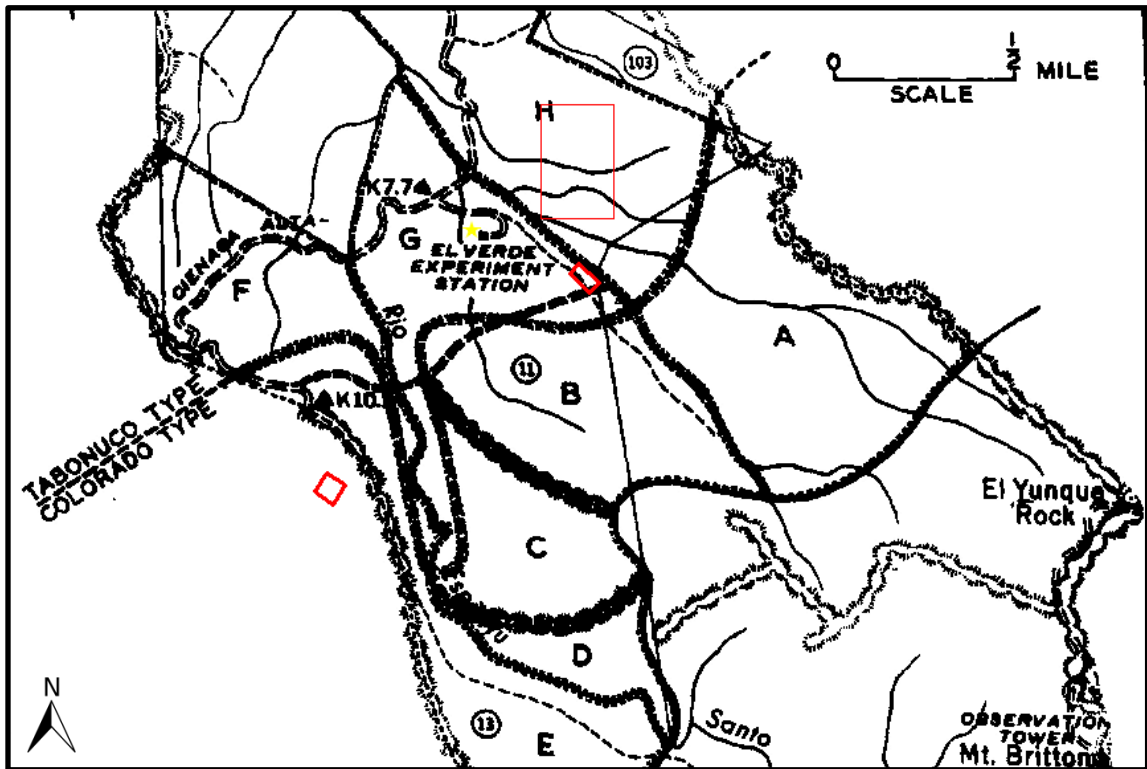 0
1/2
MILE
SCALE
103
H
K7.7
AUTA-
G
CIENAGA
EL VERDE
EXPERIMENT
STATION
F
Rio
A
11
B
K10.
TABONUCO TYPE
COLORADO TYPE
El Yunque
Rock
C
D
N
13
E
Santo
OBSERVATION
TOWER
Mt. Britton